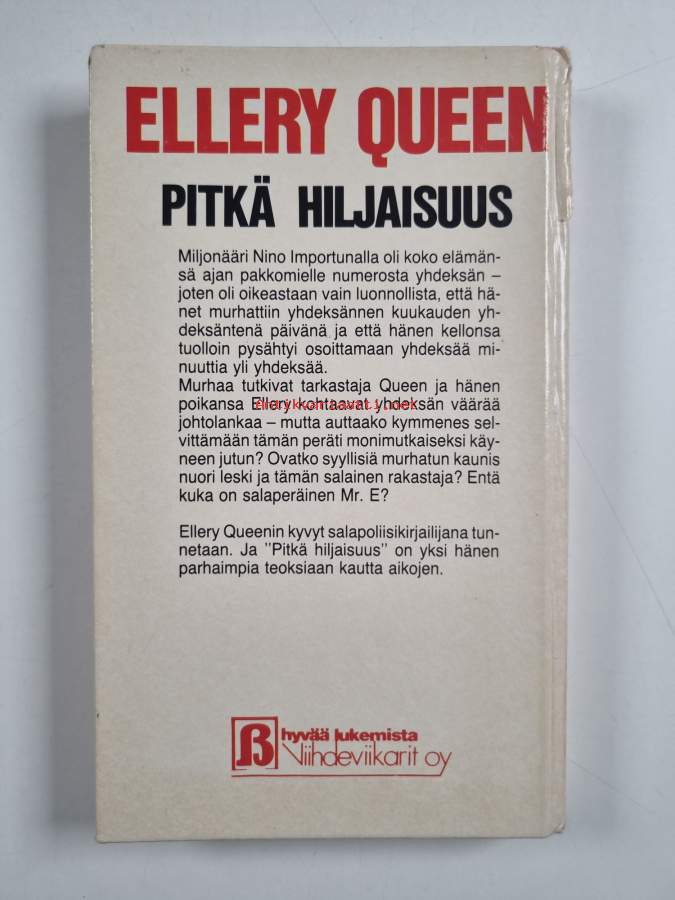 ELLERY QUEEN
PITKÄ HILJAISUUS
Miljonääri Nino Importunalla oli koko elämän-
sä ajan pakkomielle numerosta yhdeksän –
joten oli oikeastaan vain luonnollista, että hä-
net murhattiin yhdeksännen kuukauden yh-
deksäntenä päivänä ja että hänen kellonsa
tuolloin pysähtyi osoittamaan yhdeksää mi-
nuuttia yli yhdeksää.
Murhaa tutkivat tarkastaja Queen ja hänen
poikansa Ellery kohtaavat yhdeksän väärää
johtolankaa – mutta auttaako kymmenes sel-
vittämään tämän peräti monimutkaiseksi käy-
neen jutun? Ovatko syyllisiä murhatun kaunis
nuori leski ja tämän salainen rakastaja? Entä
kuka on salaperäinen Mr. E?
Ellery Queenin kyvyt salapoliisikirjailijana tun-
netaan. Ja "Pitkä hiljaisuus" on yksi hänen
parhaimpia teoksiaan kautta aikojen.
hyvää lukemista
Viihdeviikarit oy